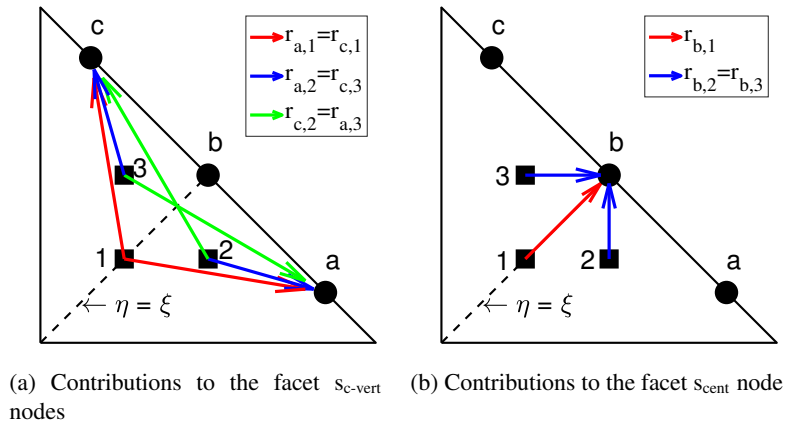 c
r_{a,1}=r_{c,1}
r_{a,2}=r_{c,3}
r_{c,2}=r_{a,3}
b
3
1
2
a
← η = ξ
(a) Contributions to the facet s_{c-vert}
nodes
c
r_{b,1}
r_{b,2}=r_{b,3}
b
3
1
2
a
← η = ξ
(b) Contributions to the facet s_{cent} node